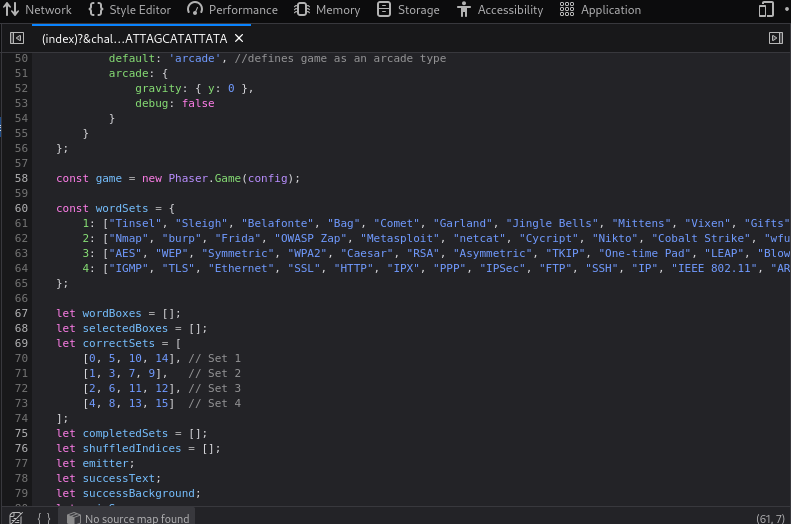 Network Style Editor Performance Memory Storage Accessibility Application
(index)?&chal...ATTAGCATATTATA ×
50 default: 'arcade', //defines game as an arcade type
51 arcade: {
52 gravity: { y: 0 },
53 debug: false
54 }
55 }
56 };
57
58 const game = new Phaser.Game(config);
59
60 const wordSets = {
61 1: ["Tinsel", "Sleigh", "Belafonte", "Bag", "Comet", "Garland", "Jingle Bells", "Mittens", "Vixen", "Gifts"
62 2: ["Nmap", "burp", "Frida", "OWASP Zap", "Metasploit", "netcat", "Cycript", "Nikto", "Cobalt Strike", "wfu
63 3: ["AES", "WEP", "Symmetric", "WPA2", "Caesar", "RSA", "Asymmetric", "TKIP", "One-time Pad", "LEAP", "Blow
64 4: ["IGMP", "TLS", "Ethernet", "SSL", "HTTP", "IPX", "PPP", "IPSec", "FTP", "SSH", "IP", "IEEE 802.11", "AR
65 };
66
67 let wordBoxes = [];
68 let selectedBoxes = [];
69 let correctSets = [
70 [0, 5, 10, 14], // Set 1
71 [1, 3, 7, 9], // Set 2
72 [2, 6, 11, 12], // Set 3
73 [4, 8, 13, 15] // Set 4
74 ];
75 let completedSets = [];
76 let shuffledIndices = [];
77 let emitter;
78 let successText;
79 let successBackground;
{ } No source map found (61, 7)